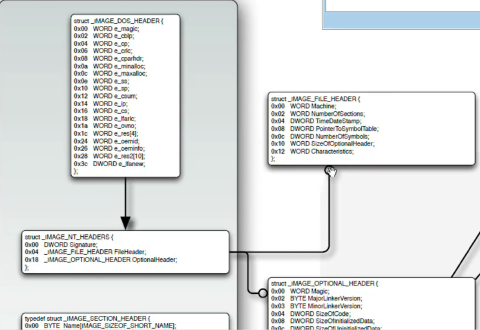 struct _IMAGE_DOS_HEADER {
0x00 WORD e_magic;
0x02 WORD e_cblp;
0x04 WORD e_cp;
0x06 WORD e_crlc;
0x08 WORD e_cparhdr;
0x0a WORD e_minalloc;
0x0c WORD e_maxalloc;
0x0e WORD e_ss;
0x10 WORD e_sp;
0x12 WORD e_csum;
0x14 WORD e_ip;
0x16 WORD e_cs;
0x18 WORD e_lfarlc;
0x1a WORD e_ovno;
0x1c WORD e_res[4];
0x24 WORD e_oemid;
0x26 WORD e_oeminfo;
0x28 WORD e_res2[10];
0x3c DWORD e_lfanew;
};
struct _IMAGE_FILE_HEADER {
0x00 WORD Machine;
0x02 WORD NumberOfSections;
0x04 DWORD TimeDateStamp;
0x08 DWORD PointerToSymbolTable;
0x0c DWORD NumberOfSymbols;
0x10 WORD SizeOfOptionalHeader;
0x12 WORD Characteristics;
};
struct _IMAGE_NT_HEADERS {
0x00 DWORD Signature;
0x04 _IMAGE_FILE_HEADER FileHeader;
0x18 _IMAGE_OPTIONAL_HEADER OptionalHeader;
};
struct _IMAGE_OPTIONAL_HEADER {
0x00 WORD Magic;
0x02 BYTE MajorLinkerVersion;
0x03 BYTE MinorLinkerVersion;
0x04 DWORD SizeOfCode;
0x08 DWORD SizeOfInitializedData;
0x0c DWORD SizeOfUninitializedData;
typedef struct _IMAGE_SECTION_HEADER {
0x00 BYTE Name[IMAGE_SIZEOF_SHORT_NAME];